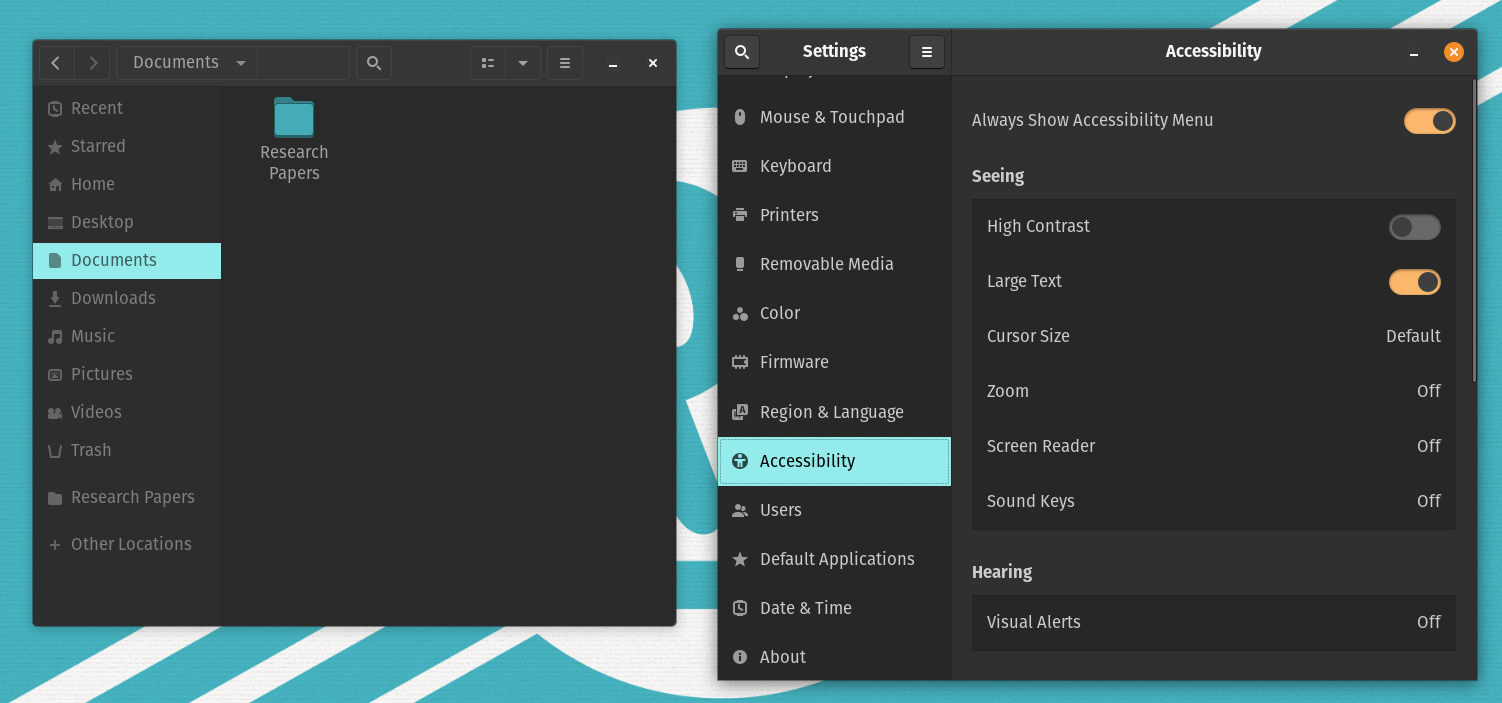 Documents
Recent
Starred
Home
Desktop
Documents
Downloads
Music
Pictures
Videos
Trash
Research Papers
Other Locations
Research
Papers
Settings
Mouse & Touchpad
Keyboard
Printers
Removable Media
Color
Firmware
Region & Language
Accessibility
Users
Default Applications
Date & Time
About
Accessibility
Always Show Accessibility Menu
Seeing
High Contrast
Large Text
Cursor Size Default
Zoom Off
Screen Reader Off
Sound Keys Off
Hearing
Visual Alerts Off